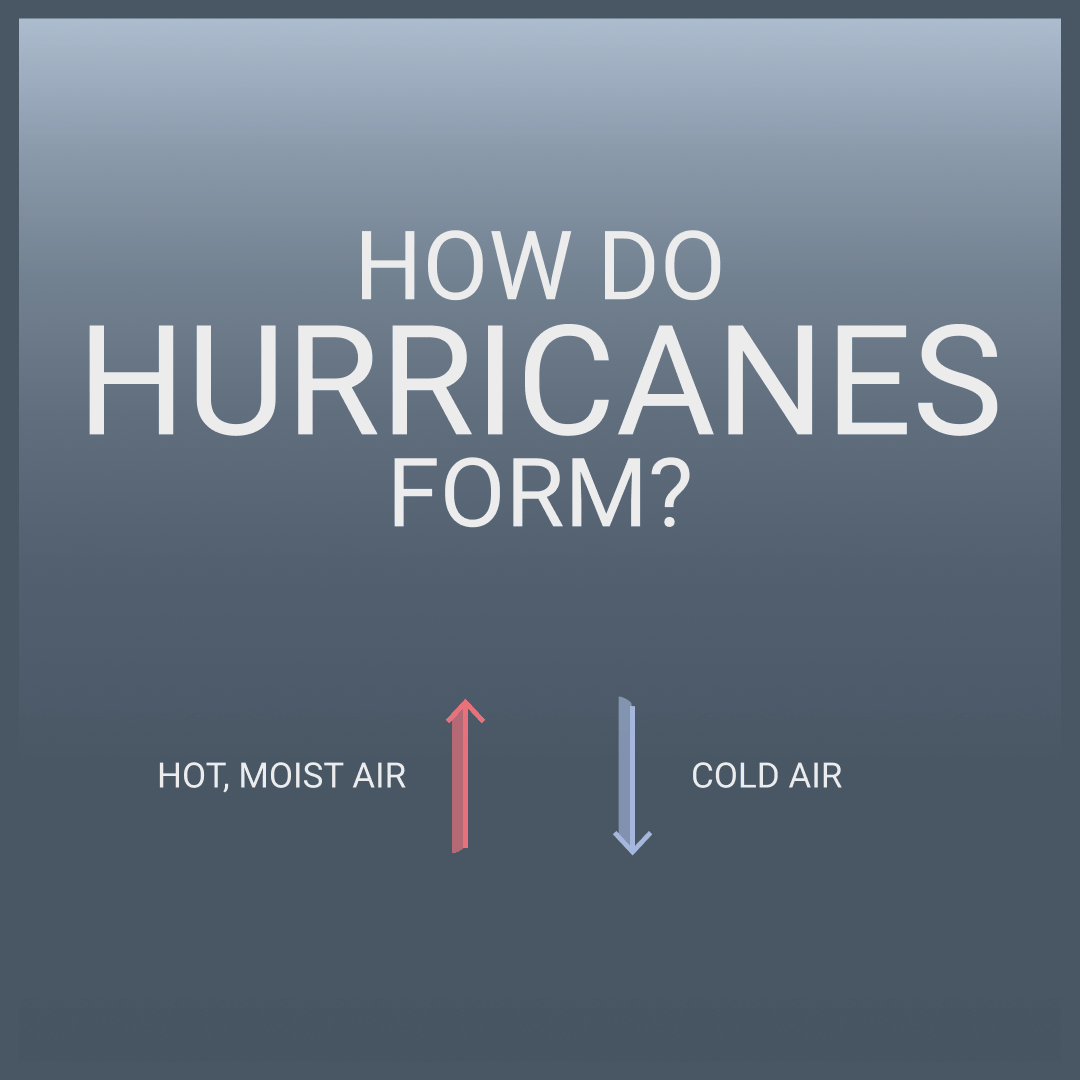 HOW DO
HURRICANES
FORM?
HOT, MOIST AIR
COLD AIR